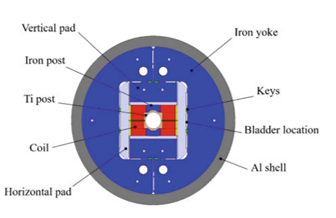 Vertical pad
Iron post
Ti post
Coil
Horizontal pad
Iron yoke
Keys
Bladder location
Al shell